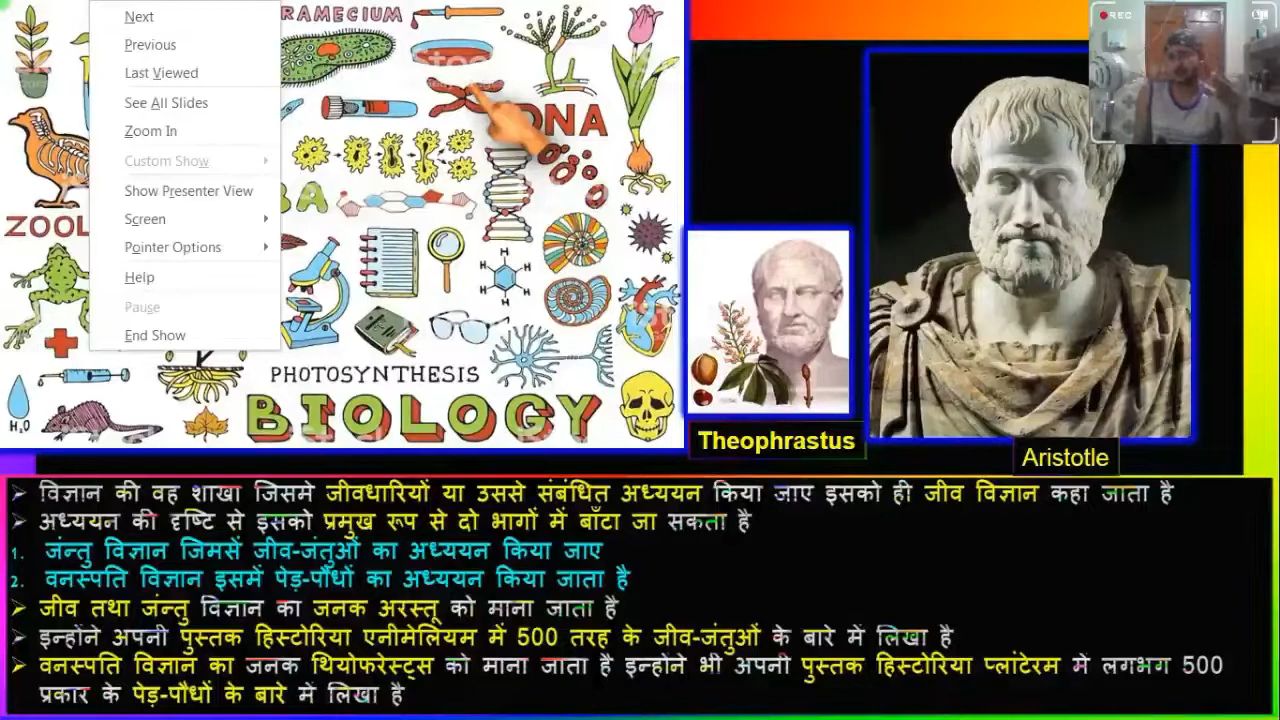 Next
Previous
Last Viewed
See All Slides
Zoom In
Custom Show
Show Presenter View
Screen
Pointer Options
Help
Pause
End Show
RAMECIUM
DNA
BA
ZOOL
H H
H H
H
H₂O
PHOTOSYNTHESIS
BIOLOGY
REC
Theophrastus
Aristotle
➢ विज्ञान की वह शाखा जिसमे जीवधारियों या उससे संबंधित अध्ययन किया जाए इसको ही जीव विज्ञान कहा जाता है
➢ अध्ययन की दृष्टि से इसको प्रमुख रूप से दो भागों में बाँटा जा सकता है
1. जंन्तु विज्ञान जिमसें जीव-जंतुओं का अध्ययन किया जाए
2. वनस्पति विज्ञान इसमें पेड़-पौधों का अध्ययन किया जाता है
➢ जीव तथा जंन्तु विज्ञान का जनक अरस्तू को माना जाता है
➢ इन्होंने अपनी पुस्तक हिस्टोरिया एनीमेलियम में 500 तरह के जीव-जंतुओं के बारे में लिखा है
➢ वनस्पति विज्ञान का जनक थियोफरेस्ट्स को माना जाता है इन्होंने भी अपनी पुस्तक हिस्टोरिया प्लांटेरम में लगभग 500
प्रकार के पेड़-पौधों के बारे में लिखा है